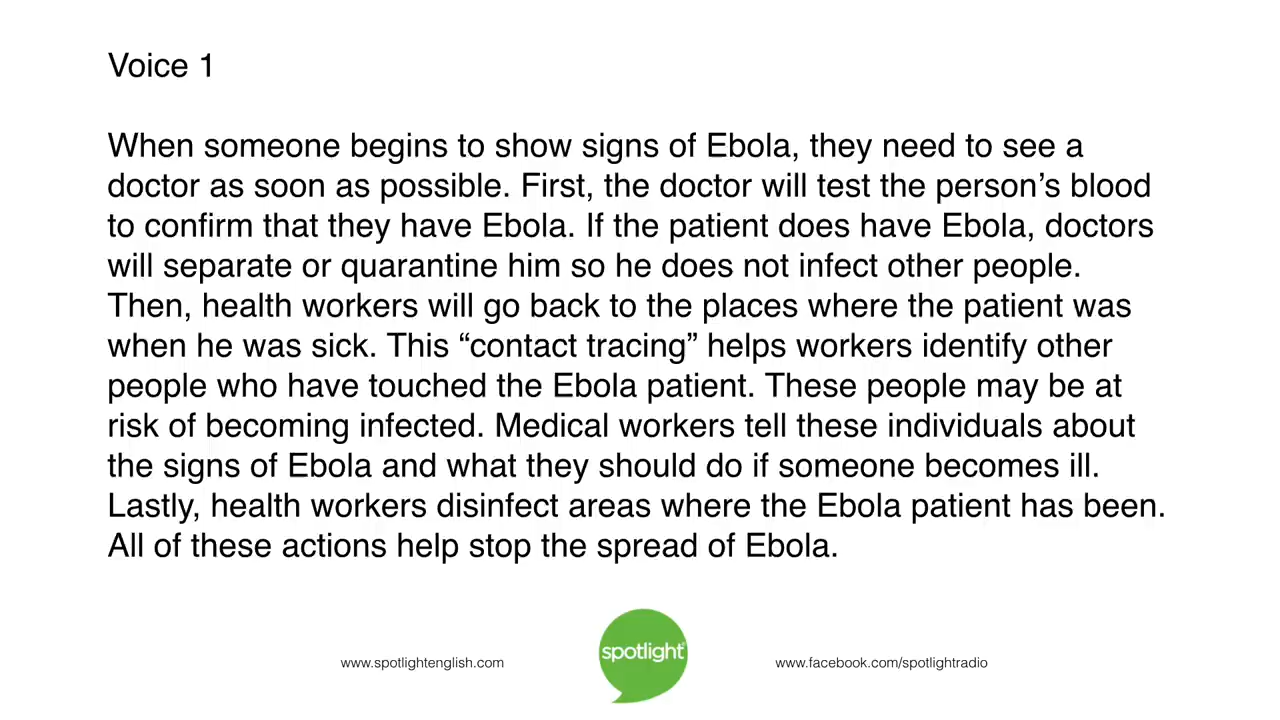 Voice 1
When someone begins to show signs of Ebola, they need to see a
doctor as soon as possible. First, the doctor will test the person’s blood
to confirm that they have Ebola. If the patient does have Ebola, doctors
will separate or quarantine him so he does not infect other people.
Then, health workers will go back to the places where the patient was
when he was sick. This “contact tracing” helps workers identify other
people who have touched the Ebola patient. These people may be at
risk of becoming infected. Medical workers tell these individuals about
the signs of Ebola and what they should do if someone becomes ill.
Lastly, health workers disinfect areas where the Ebola patient has been.
All of these actions help stop the spread of Ebola.
www.spotlightenglish.com
spotlight
www.facebook.com/spotlightradio